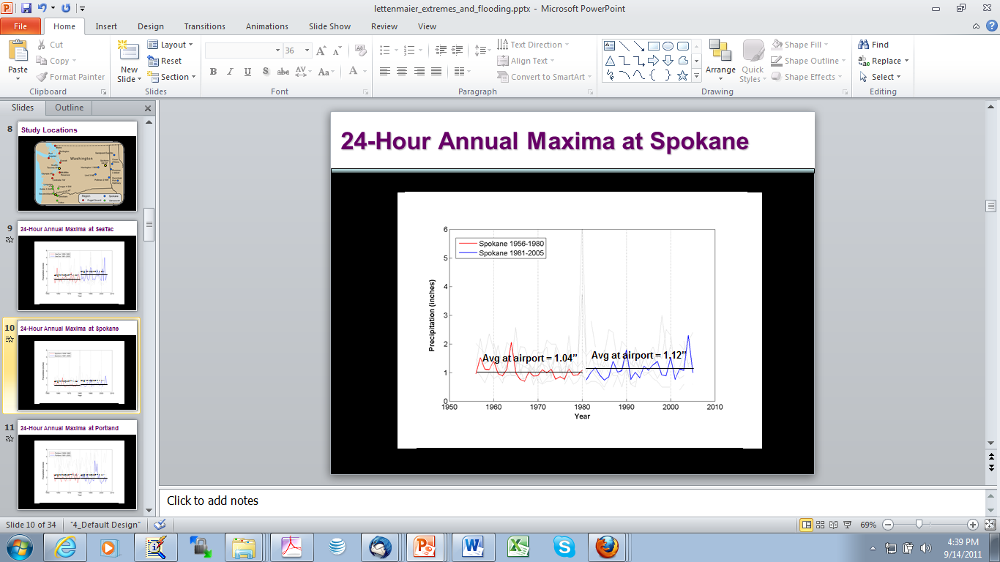 lettenmaier_extremes_and_flooding.pptx - Microsoft PowerPoint
File Home Insert Design Transitions Animations Slide Show Review View
Paste
Cut
Copy
Format Painter
Clipboard
New Slide
Layout
Reset
Section
Slides
36
B I U S abc AV Aa A
Font
Text Direction
Align Text
Convert to SmartArt
Paragraph
Arrange
Quick Styles
Shape Fill
Shape Outline
Shape Effects
Drawing
Find
Replace
Select
Editing
Slides Outline
8
Study Locations
Washington
9
24-Hour Annual Maxima at SeaTac
10
24-Hour Annual Maxima at Spokane
11
24-Hour Annual Maxima at Portland
24-Hour Annual Maxima at Spokane
Spokane 1956-1980
Spokane 1981-2005
6
5
4
3
2
1
0
Precipitation (inches)
Avg at airport = 1.04”
Avg at airport = 1.12”
1950 1960 1970 1980 1990 2000 2010
Year
Click to add notes
Slide 10 of 34 "4_Default Design" 69%
4:39 PM
9/14/2011